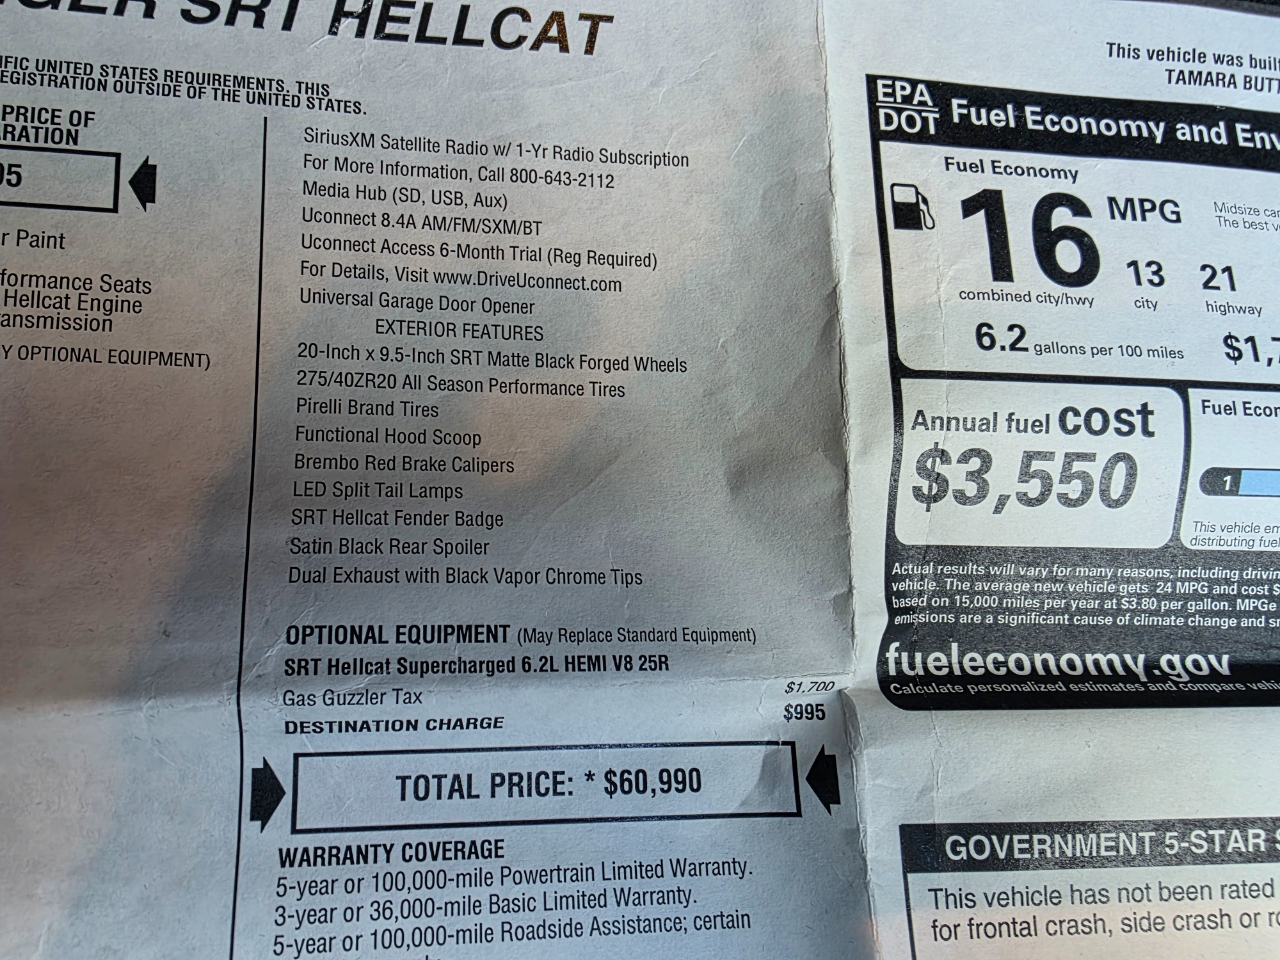 SRT HELLCAT
UNITED STATES REQUIREMENTS. THIS
REGISTRATION OUTSIDE OF THE UNITED STATES.
PRICE OF
r Paint
Seats
Hellcat Engine
Y OPTIONAL EQUIPMENT)
SiriusXM Satellite Radio w/ 1-Yr Radio Subscription
For More Information, Call 800-643-2112
Media Hub (SD, USB, Aux)
Uconnect 8.4A AM/FM/SXM/BT
Uconnect Access 6-Month Trial (Reg Required)
For Details, Visit www.DriveUconnect.com
Universal Garage Door Opener
EXTERIOR FEATURES
20-Inch x 9.5-Inch SRT Matte Black Forged Wheels
275/40ZR20 All Season Performance Tires
Pirelli Brand Tires
Functional Hood Scoop
Brembo Red Brake Calipers
LED Split Tail Lamps
SRT Hellcat Fender Badge
Satin Black Rear Spoiler
Dual Exhaust with Black Vapor Chrome Tips
OPTIONAL EQUIPMENT (May Replace Standard Equipment)
SRT Hellcat Supercharged 6.2L HEMI V8 25R
Gas Guzzler Tax $1,700
DESTINATION CHARGE $995
TOTAL PRICE: * $60,990
WARRANTY COVERAGE
5-year or 100,000-mile Powertrain Limited Warranty.
3-year or 36,000-mile Basic Limited Warranty.
5-year or 100,000-mile Roadside Assistance; certain
This vehicle was built
TAMARA
EPA
DOT Fuel Economy and
Fuel Economy
16 MPG
Midsize
The best
13 21
combined city/hwy city highway
6.2 gallons per 100 miles
Annual fuel cost
$3,550
Fuel
1
This vehicle
distributing
Actual results will vary for many reasons, including
vehicle. The average new vehicle gets 24 MPG and cost
based on 15,000 miles per year at $3.80 per gallon. MPGe
emissions are a significant cause of climate change and
fueleconomy.gov
Calculate personalized estimates and compare
GOVERNMENT 5-STAR
This vehicle has not been rated
for frontal crash, side crash or